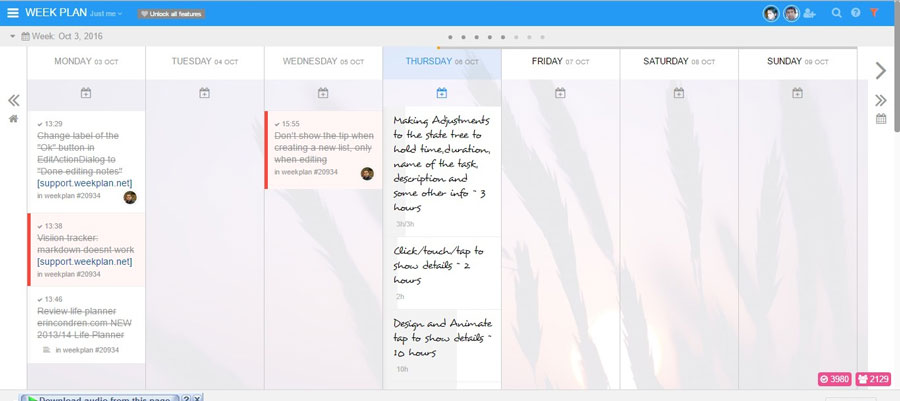 WEEK PLAN Just me
Unlock all features
Week: Oct 3, 2016
MONDAY 03 OCT
TUESDAY 04 OCT
WEDNESDAY 05 OCT
THURSDAY 06 OCT
FRIDAY 07 OCT
SATURDAY 08 OCT
SUNDAY 09 OCT
13:29
Change label of the
"Ok" button in
EditActionDialog to
"Done editing notes"
[support.weekplan.net]
in weekplan #20934
13:38
Visiion tracker:
markdown doesnt work
[support.weekplan.net]
in weekplan #20934
13:46
Review life planner
erincondren.com NEW
2013/14 Life Planner
in weekplan #20934
15:55
Don't show the tip when
creating a new list, only
when editing
in weekplan #20934
Making Adjustments
to the state tree to
hold time,duration,
name of the task,
description and
some other info ~ 3
hours
3h/3h
Click/touch/tap to
show details ~ 2
hours
2h
Design and Animate
tap to show details ~
10 hours
10h
3980
2129
Download audio from this page
? X